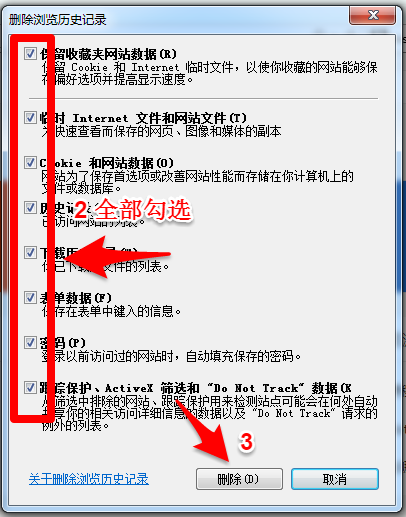 删除浏览历史记录
保留收藏夹网站数据(R)
保留 Cookie 和 Internet 临时文件，以使你收藏的网站能够保
存偏好选项并提高显示速度。
临时 Internet 文件和网站文件(T)
为快速查看而保存的网页、图像和媒体的副本
Cookie 和网站数据(O)
网站为了保存首选项或改善网站性能而存储在你计算机上的
文件或数据库。
历史记
2 全部勾选
已访问网站的列表。
下载历
你已下载 文件的列表。
表单数据(F)
保存在表单中键入的信息。
密码(P)
登录以前访问过的网站时，自动填充保存的密码。
跟踪保护、ActiveX 筛选和 "Do Not Track" 数据(K
从筛选中排除的网站、跟踪保护用来检测站点可能会在何处自动
共享你的相关访问详细信息的数据以及 "Do Not Track" 请求的
例外的列表。
3
关于删除浏览历史记录
删除(D)
取消